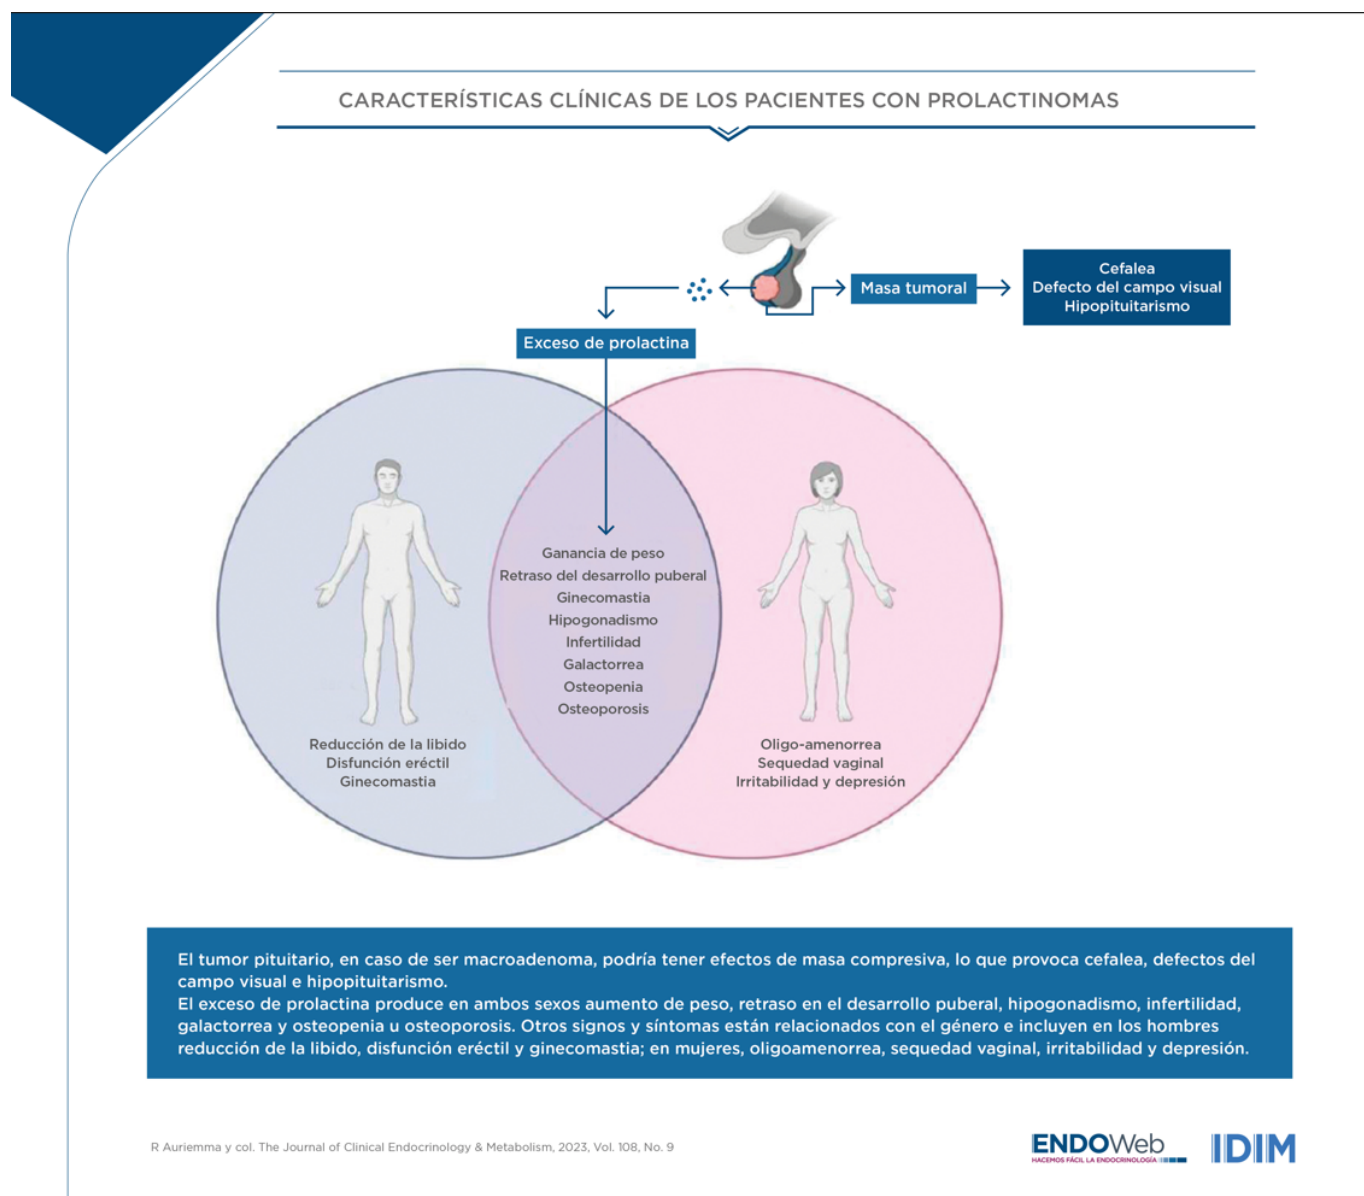 CARACTERÍSTICAS CLÍNICAS DE LOS PACIENTES CON PROLACTINOMAS
Masa tumoral
Cefalea
Defecto del campo visual
Hipopituitarismo
Exceso de prolactina
Ganancia de peso
Retraso del desarrollo puberal
Ginecomastia
Hipogonadismo
Infertilidad
Galactorrea
Osteopenia
Osteoporosis
Reducción de la libido
Disfunción eréctil
Ginecomastia
Oligo-amenorrea
Sequedad vaginal
Irritabilidad y depresión
El tumor pituitario, en caso de ser macroadenoma, podría tener efectos de masa compresiva, lo que provoca cefalea, defectos del
campo visual e hipopituitarismo.
El exceso de prolactina produce en ambos sexos aumento de peso, retraso en el desarrollo puberal, hipogonadismo, infertilidad,
galactorrea y osteopenia u osteoporosis. Otros signos y síntomas están relacionados con el género e incluyen en los hombres
reducción de la libido, disfunción eréctil y ginecomastia; en mujeres, oligoamenorrea, sequedad vaginal, irritabilidad y depresión.
R Auriemma y col. The Journal of Clinical Endocrinology & Metabolism, 2023, Vol. 108, No. 9
ENDOWeb
HACEMOS FÁCIL LA ENDOCRINOLOGÍA
IDIM